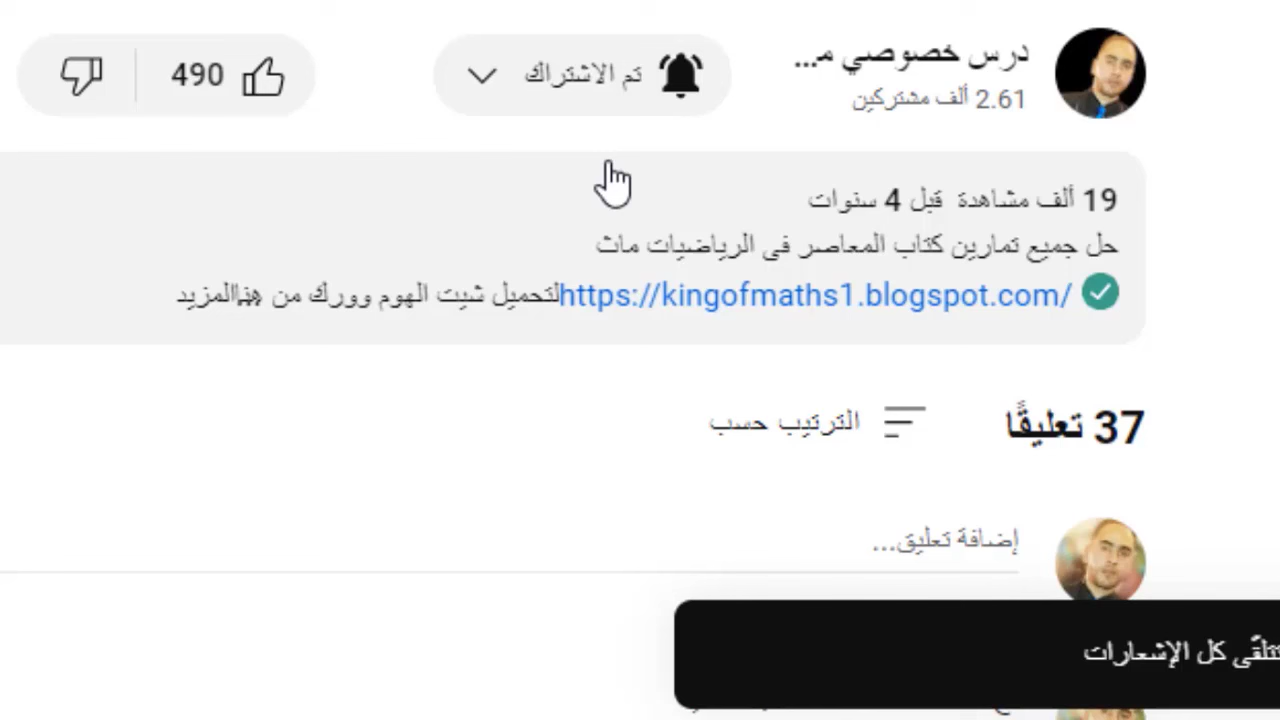 درس خصوصي م...
2.61 ألف مشتركين
تم الاشتراك
490
19 ألف مشاهدة قبل 4 سنوات
حل جميع تمارين كتاب المعاصر فى الرياضيات ماث
https://kingofmaths1.blogspot.com/لتحميل شيت الهوم وورك من المزيد
37 تعليقًا
الترتيب حسب
إضافة تعليق...
كل الإشعارات